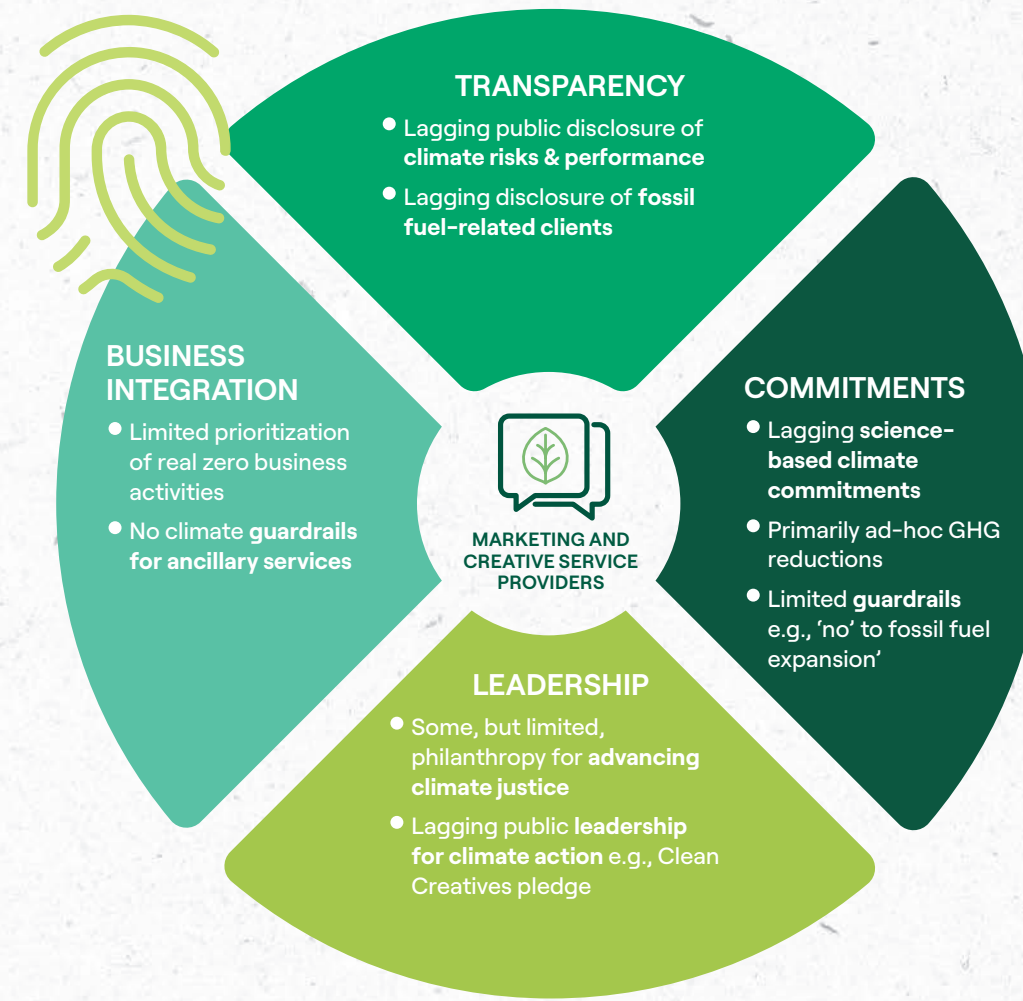 TRANSPARENCY
● Lagging public disclosure of
climate risks & performance
● Lagging disclosure of fossil
fuel-related clients
BUSINESS
INTEGRATION
● Limited prioritization
of real zero business
activities
● No climate guardrails
for ancillary services
MARKETING AND
CREATIVE SERVICE
PROVIDERS
COMMITMENTS
● Lagging science-
based climate
commitments
● Primarily ad-hoc GHG
reductions
● Limited guardrails
e.g., ‘no’ to fossil fuel
expansion’
LEADERSHIP
● Some, but limited,
philanthropy for advancing
climate justice
● Lagging public leadership
for climate action e.g., Clean
Creatives pledge